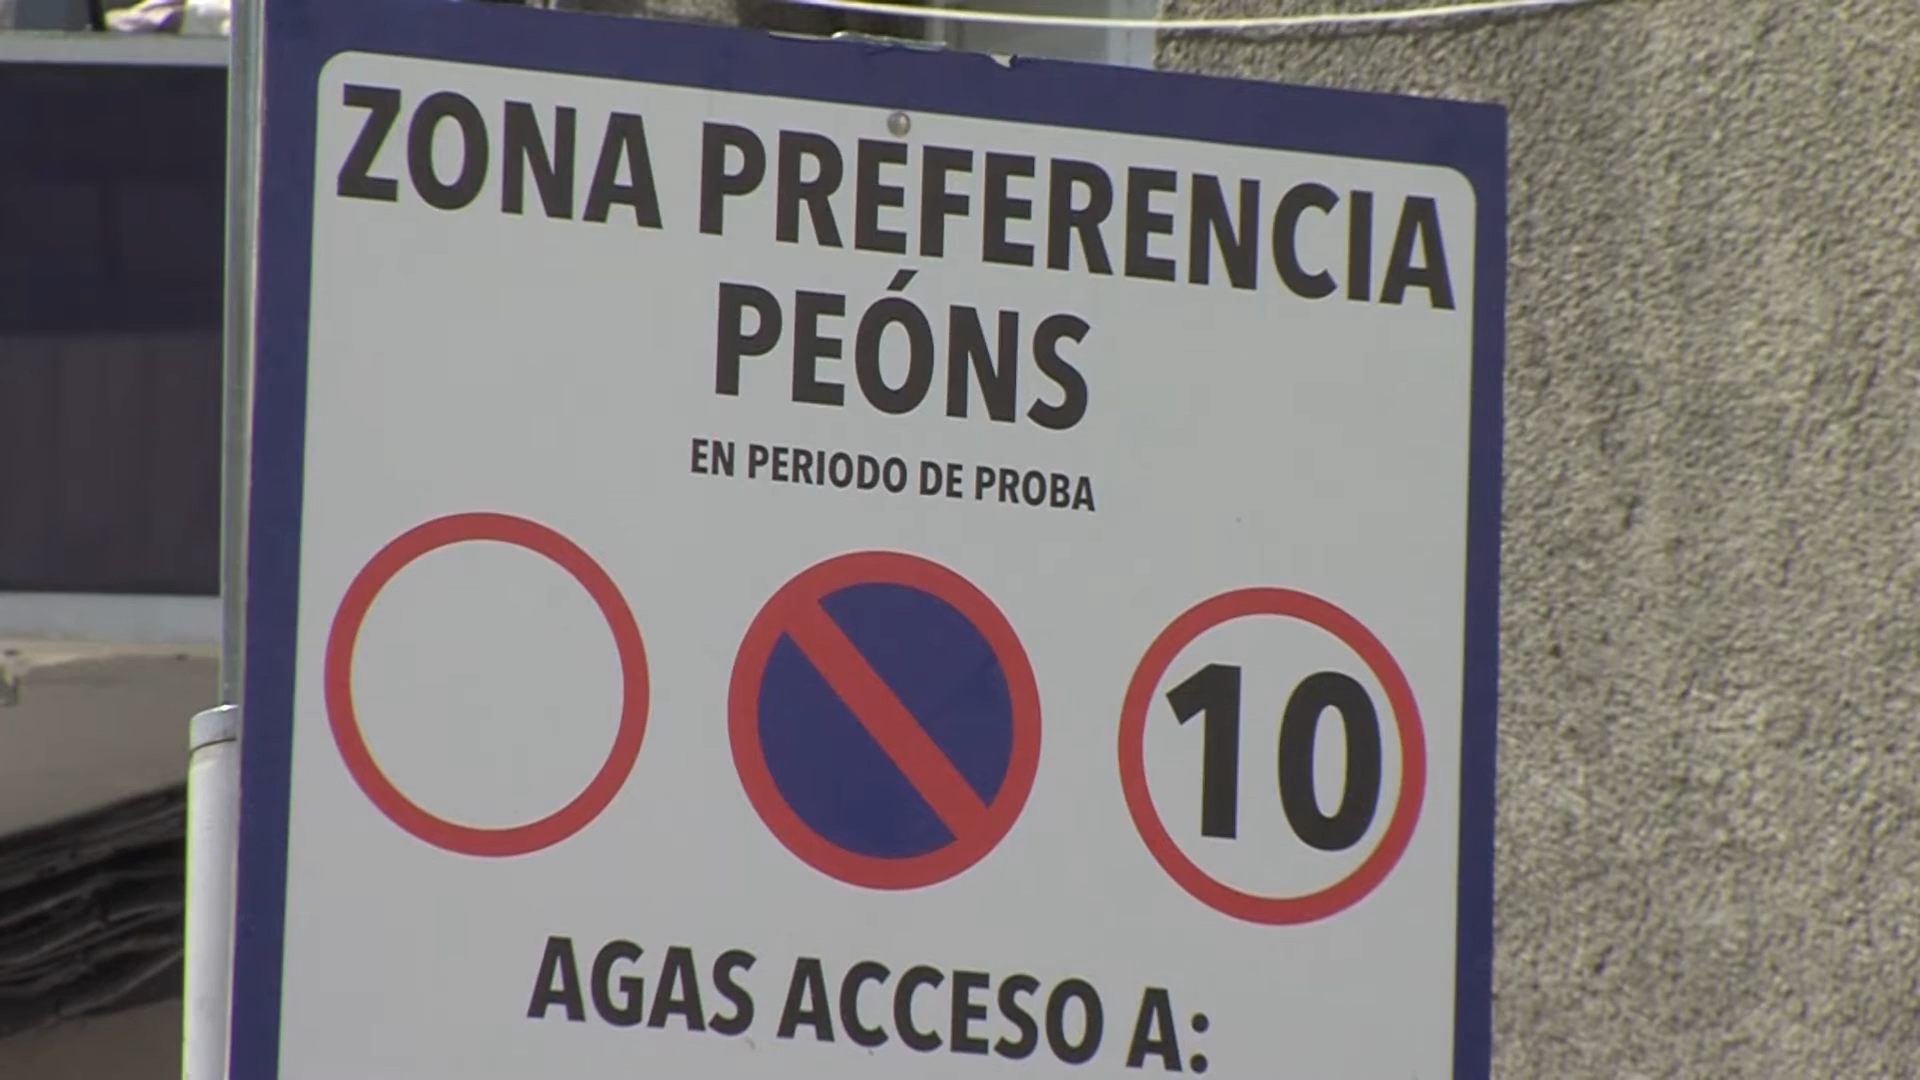 ZONA PREFERENCIA
PEÓNS
EN PERIODO DE PROBA
10
AGAS ACCESO A: